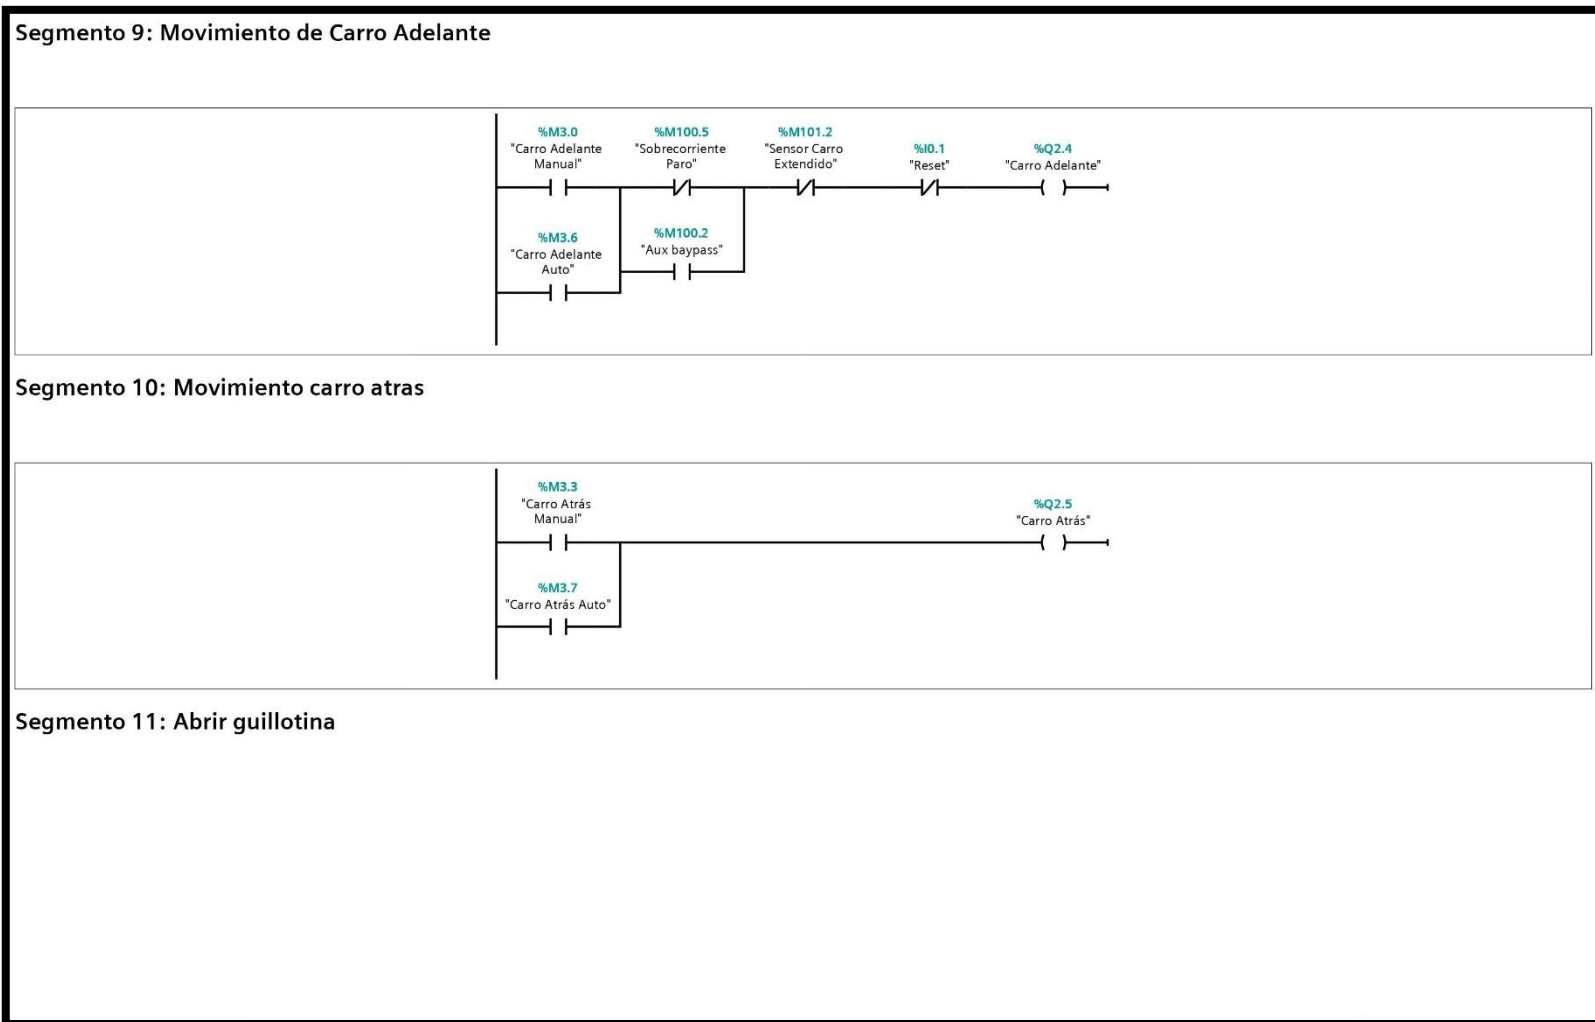 Segmento 9: Movimiento de Carro Adelante
%M3.0
"Carro Adelante
Manual"
%M100.5
"Sobrecorriente
Paro"
%M101.2
"Sensor Carro
Extendido"
%I0.1
"Reset"
%Q2.4
"Carro Adelante"
%M3.6
"Carro Adelante
Auto"
%M100.2
"Aux baypass"
Segmento 10: Movimiento carro atras
%M3.3
"Carro Atrás
Manual"
%Q2.5
"Carro Atrás"
%M3.7
"Carro Atrás Auto"
Segmento 11: Abrir guillotina